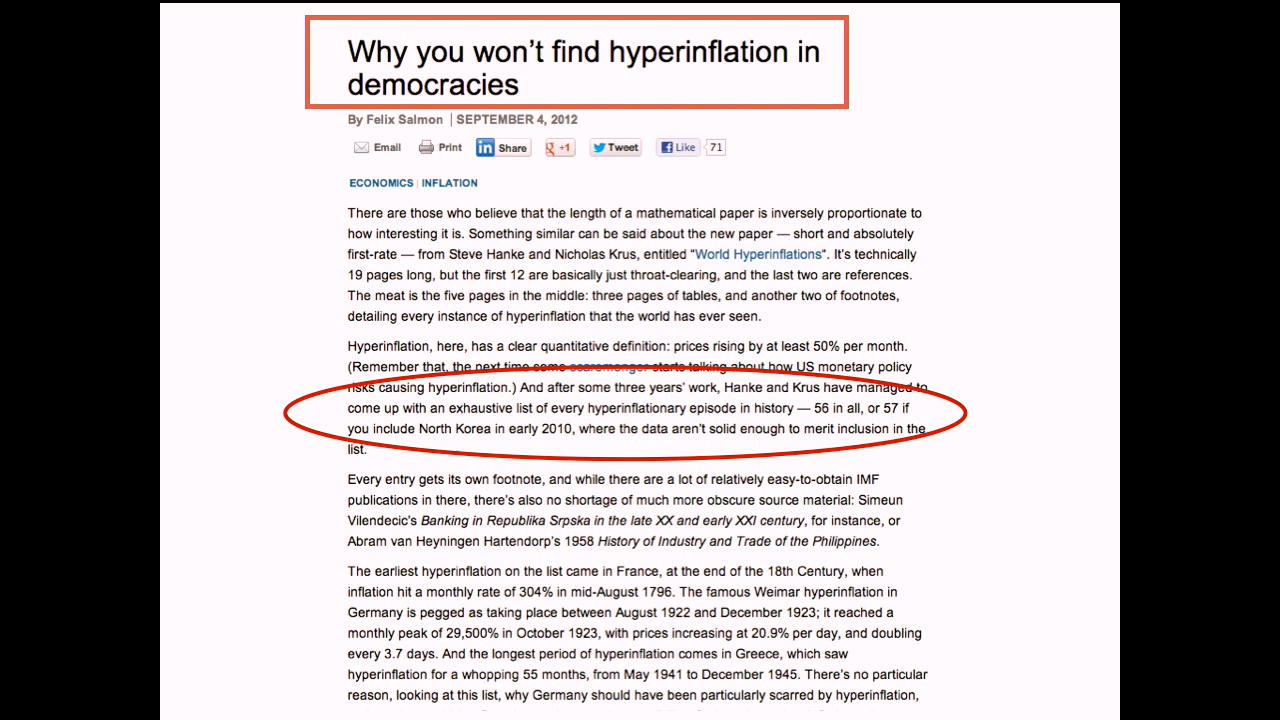 Why you won’t find hyperinflation in
democracies
By Felix Salmon | SEPTEMBER 4, 2012
Email Print in Share +1 Tweet Like 71
ECONOMICS | INFLATION
There are those who believe that the length of a mathematical paper is inversely proportionate to
how interesting it is. Something similar can be said about the new paper — short and absolutely
first-rate — from Steve Hanke and Nicholas Krus, entitled “World Hyperinflations“. It’s technically
19 pages long, but the first 12 are basically just throat-clearing, and the last two are references.
The meat is the five pages in the middle: three pages of tables, and another two of footnotes,
detailing every instance of hyperinflation that the world has ever seen.
Hyperinflation, here, has a clear quantitative definition: prices rising by at least 50% per month.
(Remember that, the next time some scaremonger starts talking about how US monetary policy
risks causing hyperinflation.) And after some three years’ work, Hanke and Krus have managed to
come up with an exhaustive list of every hyperinflationary episode in history — 56 in all, or 57 if
you include North Korea in early 2010, where the data aren’t solid enough to merit inclusion in the
list.
Every entry gets its own footnote, and while there are a lot of relatively easy-to-obtain IMF
publications in there, there’s also no shortage of much more obscure source material: Simeun
Vilendecic’s Banking in Republika Srpska in the late XX and early XXI century, for instance, or
Abram van Heyningen Hartendorp’s 1958 History of Industry and Trade of the Philippines.
The earliest hyperinflation on the list came in France, at the end of the 18th Century, when
inflation hit a monthly rate of 304% in mid-August 1796. The famous Weimar hyperinflation in
Germany is pegged as taking place between August 1922 and December 1923; it reached a
monthly peak of 29,500% in October 1923, with prices increasing at 20.9% per day, and doubling
every 3.7 days. And the longest period of hyperinflation comes in Greece, which saw
hyperinflation for a whopping 55 months, from May 1941 to December 1945. There’s no particular
reason, looking at this list, why Germany should have been particularly scarred by hyperinflation,